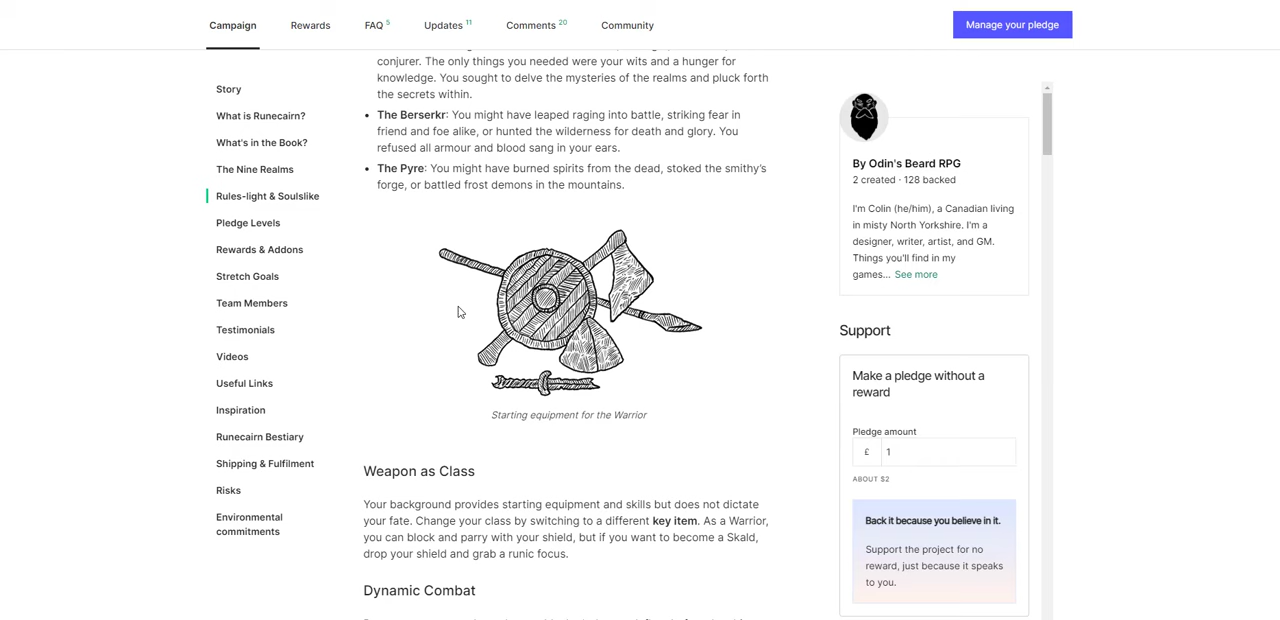 Campaign
Rewards
FAQ 5
Updates 11
Comments 20
Community
Manage your pledge
Story
What is Runecairn?
What's in the Book?
The Nine Realms
Rules-light & Soulslike
Pledge Levels
Rewards & Addons
Stretch Goals
Team Members
Testimonials
Videos
Useful Links
Inspiration
Runecairn Bestiary
Shipping & Fulfilment
Risks
Environmental
commitments
conjurer. The only things you needed were your wits and a hunger for
knowledge. You sought to delve the mysteries of the realms and pluck forth
the secrets within.
• The Berserkr: You might have leaped raging into battle, striking fear in
friend and foe alike, or hunted the wilderness for death and glory. You
refused all armour and blood sang in your ears.
• The Pyre: You might have burned spirits from the dead, stoked the smithy’s
forge, or battled frost demons in the mountains.
Starting equipment for the Warrior
Weapon as Class
Your background provides starting equipment and skills but does not dictate
your fate. Change your class by switching to a different key item. As a Warrior,
you can block and parry with your shield, but if you want to become a Skald,
drop your shield and grab a runic focus.
Dynamic Combat
By Odin's Beard RPG
2 created · 128 backed
I'm Colin (he/him), a Canadian living
in misty North Yorkshire. I'm a
designer, writer, artist, and GM.
Things you'll find in my
games... See more
Support
Make a pledge without a
reward
Pledge amount
£ 1
ABOUT $2
Back it because you believe in it.
Support the project for no
reward, just because it speaks
to you.